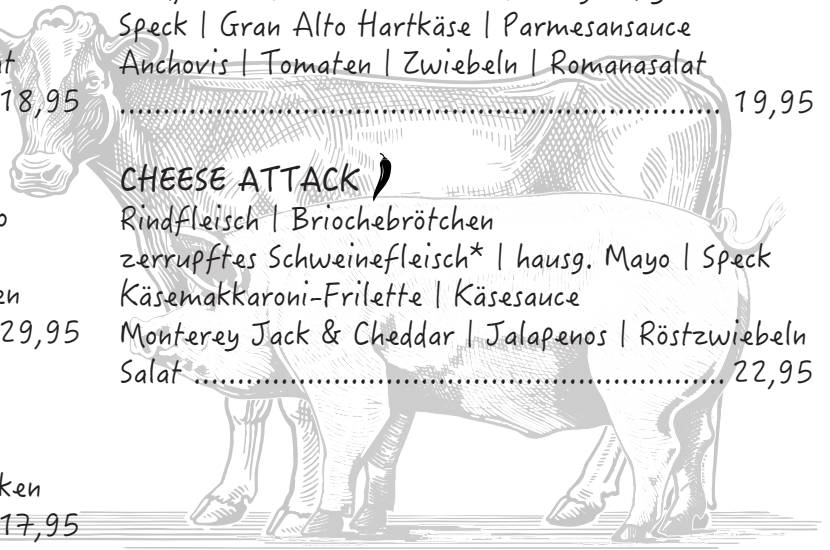 Speck | Gran Alto Hartkäse | Parmesansauce
Anchovis | Tomaten | Zwiebeln | Romanasalat
18,95
........................................................................................ 19,95
CHEESE ATTACK
Rindfleisch | Briochebrötchen
zerrupftes Schweinefleisch* | hausg. Mayo | Speck
Käsemakkaroni-Frilette | Käsesauce
29,95
Monterey Jack & Cheddar | Jalapenos | Röstzwiebeln
Salat ............................................................................. 22,95
17,95